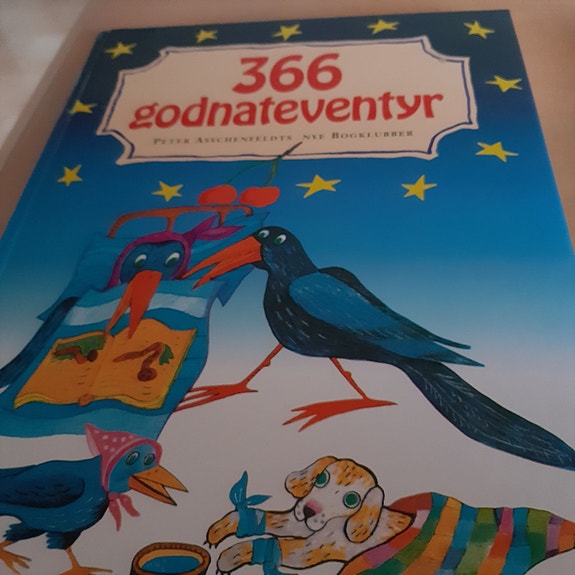 366
godnateventyr
PETER ASSCHENFELDTS NYE BOGKLUBBER